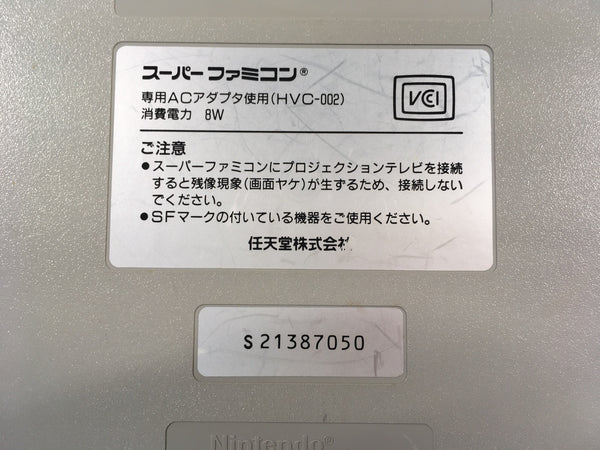 スーパーファミコン®
専用ACアダプタ使用(HVC-002)
消費電力 8W
VCI
ご注意
●スーパーファミコンにプロジェクションテレビを接続
すると残像現象(画面ヤケ)が生ずるため、接続しない
でください。
●SFマークの付いている機器をご使用ください。
任天堂株式会社
S21387050
Nintendo®